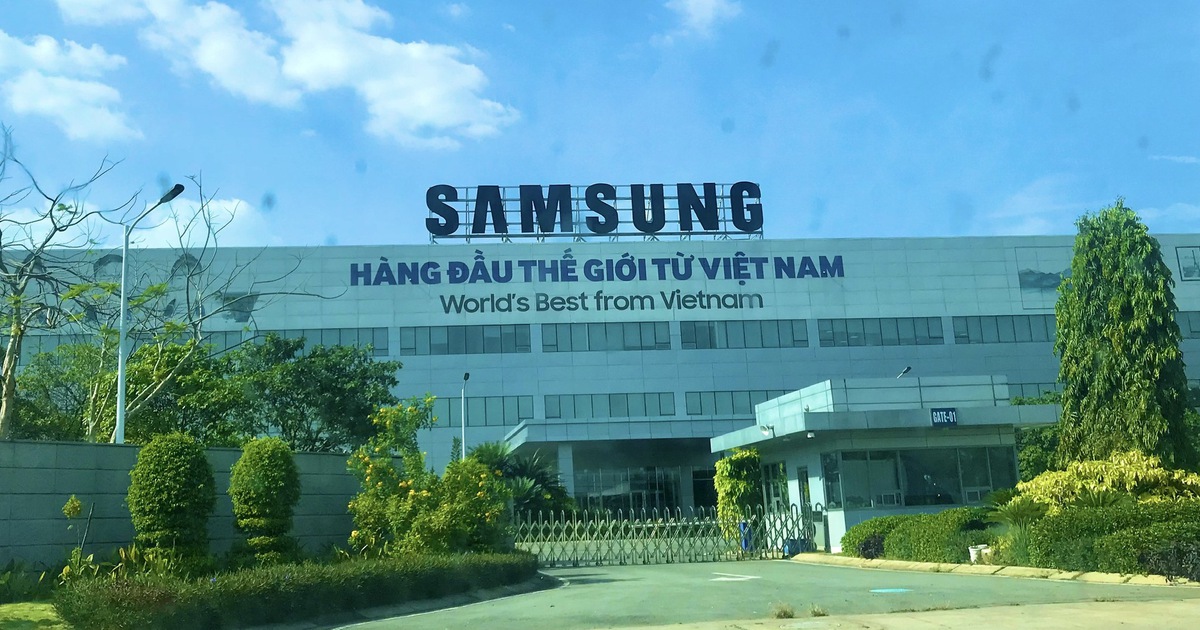 SAMSUNG
HÀNG ĐẦU THẾ GIỚI TỪ VIỆT NAM
World's Best from Vietnam
GATE-01